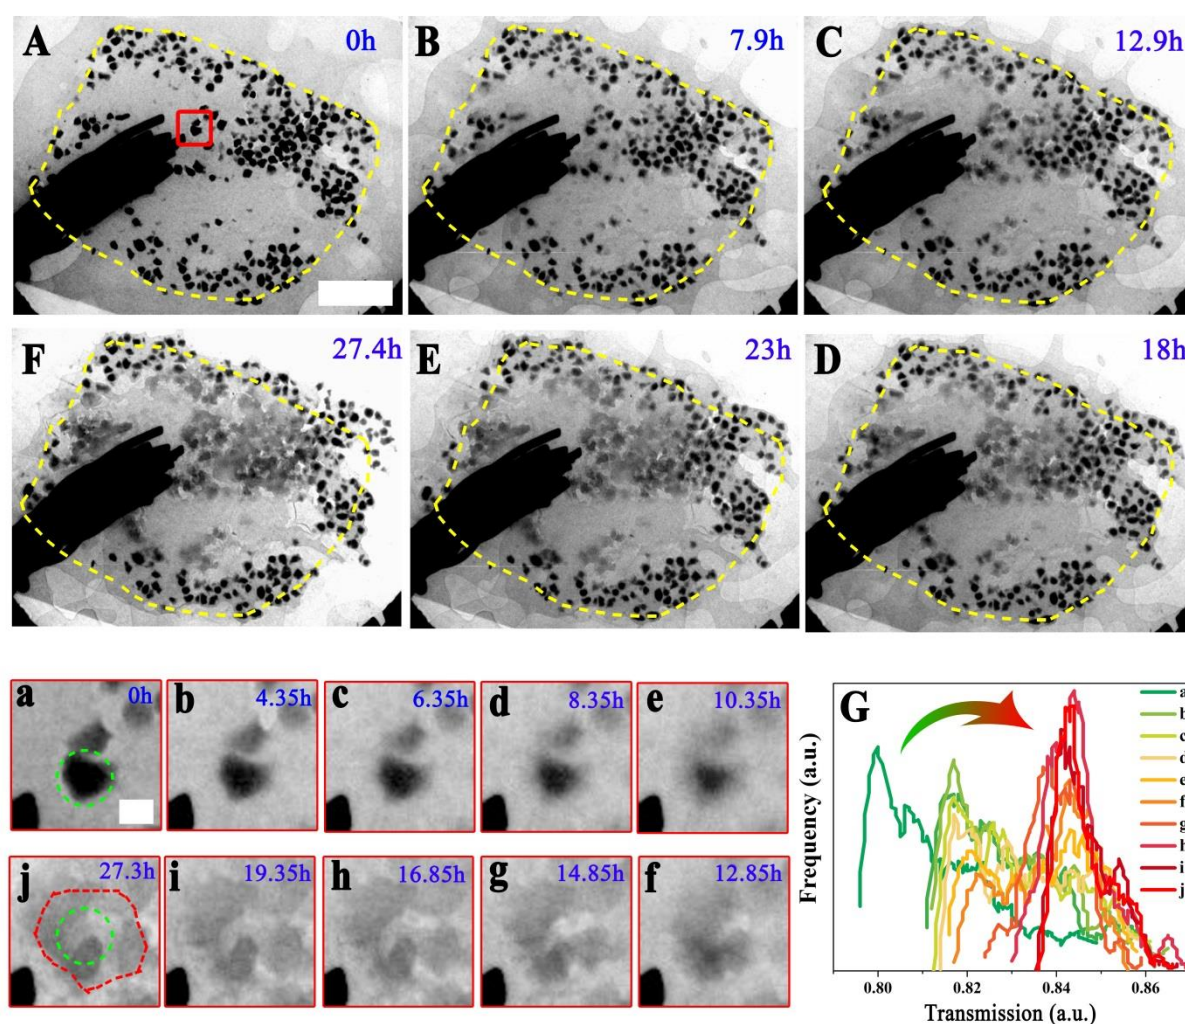 A 0h
B 7.9h
C 12.9h
F 27.4h
E 23h
D 18h
a 0h
b 4.35h
c 6.35h
d 8.35h
e 10.35h
j 27.3h
i 19.35h
h 16.85h
g 14.85h
f 12.85h
G
Frequency (a.u.)
a
b
c
d
e
f
g
h
i
j
0.80 0.82 0.84 0.86
Transmission (a.u.)